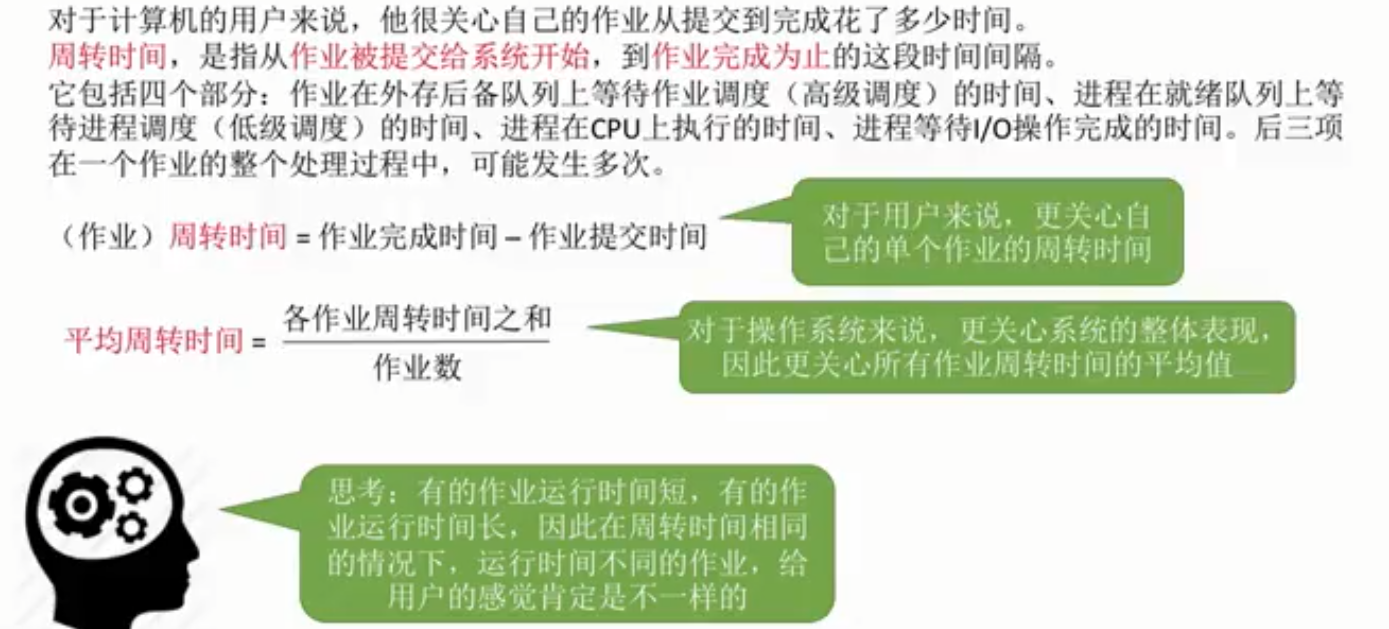 对于计算机的用户来说，他很关心自己的作业从提交到完成花了多少时间。
周转时间，是指从作业被提交给系统开始，到作业完成为止的这段时间间隔。
它包括四个部分：作业在外存后备队列上等待作业调度（高级调度）的时间、进程在就绪队列上等
待进程调度（低级调度）的时间、进程在CPU上执行的时间、进程等待I/O操作完成的时间。后三项
在一个作业的整个处理过程中，可能发生多次。
（作业）周转时间 = 作业完成时间 – 作业提交时间
对于用户来说，更关心自
己的单个作业的周转时间
平均周转时间 =
各作业周转时间之和
作业数
对于操作系统来说，更关心系统的整体表现，
因此更关心所有作业周转时间的平均值
思考：有的作业运行时间短，有的作
业运行时间长，因此在周转时间相同
的情况下，运行时间不同的作业，给
用户的感觉肯定是不一样的